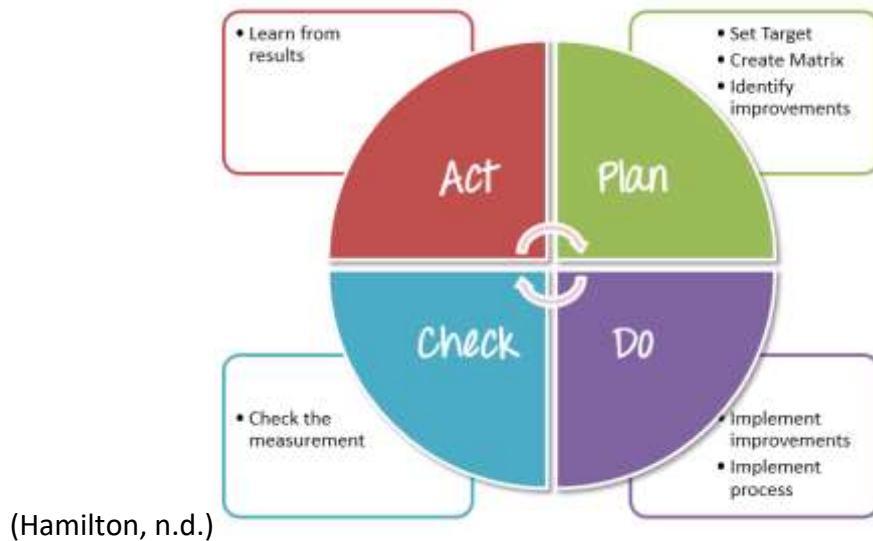 • Learn from
results
• Set Target
• Create Matrix
• Identify
improvements
Act
Plan
Check
Do
• Check the
measurement
• Implement
improvements
• Implement
process
(Hamilton, n.d.)